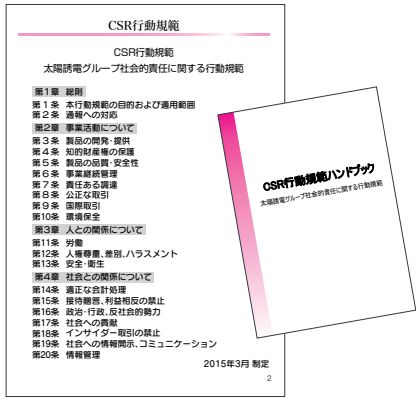 CSR行動規範
CSR行動規範
太陽誘電グループ社会的責任に関する行動規範
第1章 総則
第1条 本行動規範の目的および適用範囲
第2条 通報への対応
第2章 事業活動について
第3条 製品の開発・提供
第4条 知的財産権の保護
第5条 製品の品質・安全性
第6条 事業継続管理
第7条 責任ある調達
第8条 公正な取引
第9条 国際取引
第10条 環境保全
第3章 人との関係について
第11条 労働
第12条 人権尊重、差別、ハラスメント
第13条 安全・衛生
第4章 社会との関係について
第14条 適正な会計処理
第15条 接待贈答、利益相反の禁止
第16条 政治・行政、反社会的勢力
第17条 社会への貢献
第18条 インサイダー取引の禁止
第19条 社会への情報開示、コミュニケーション
第20条 情報管理
2015年3月 制定
2
CSR行動規範ハンドブック
太陽誘電グループ社会的責任に関する行動規範